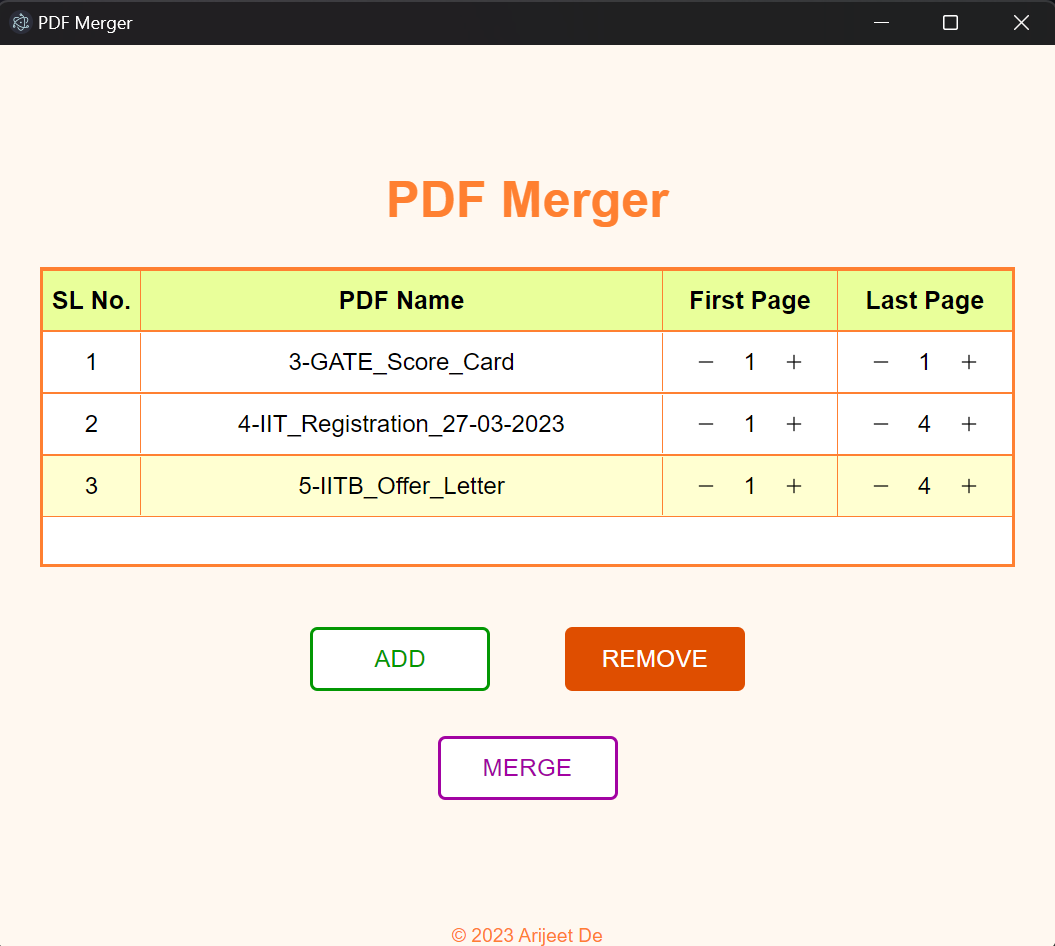 PDF Merger
PDF Merger
SL No. PDF Name First Page Last Page
1 3-GATE_Score_Card — 1 + — 1 +
2 4-IIT_Registration_27-03-2023 — 1 + — 4 +
3 5-IITB_Offer_Letter — 1 + — 4 +
ADD REMOVE
MERGE
© 2023 Arijeet De